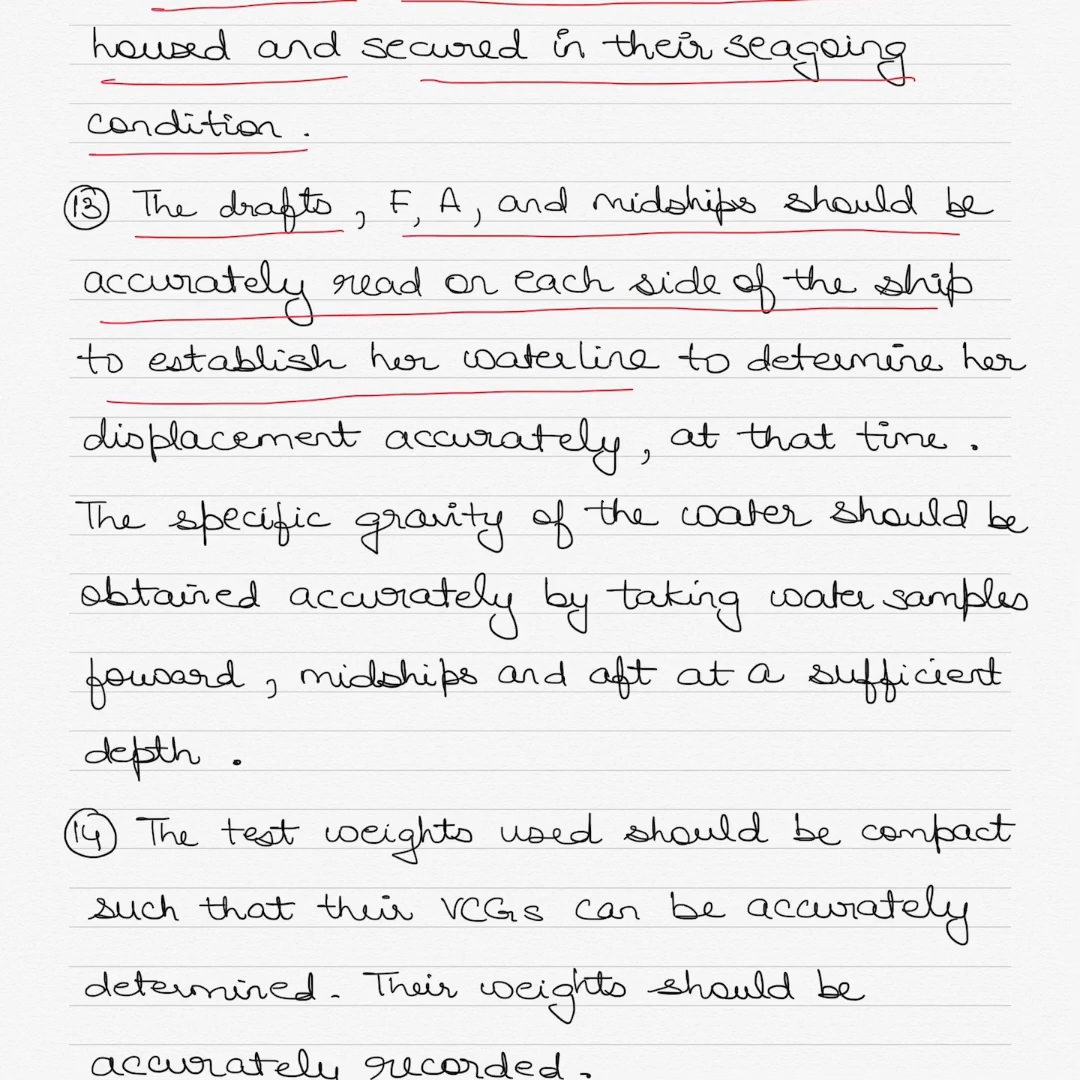 housed and secured in their seagoing
condition.
13 The drafts, F, A, and midships should be
accurately read on each side of the ship
to establish her waterline to determine her
displacement accurately, at that time.
The specific gravity of the water should be
obtained accurately by taking water samples
foward, midships and aft at a sufficient
depth.
14 The test weights used should be compact
such that their VCGs can be accurately
determined. Their weights should be
accurately recorded.